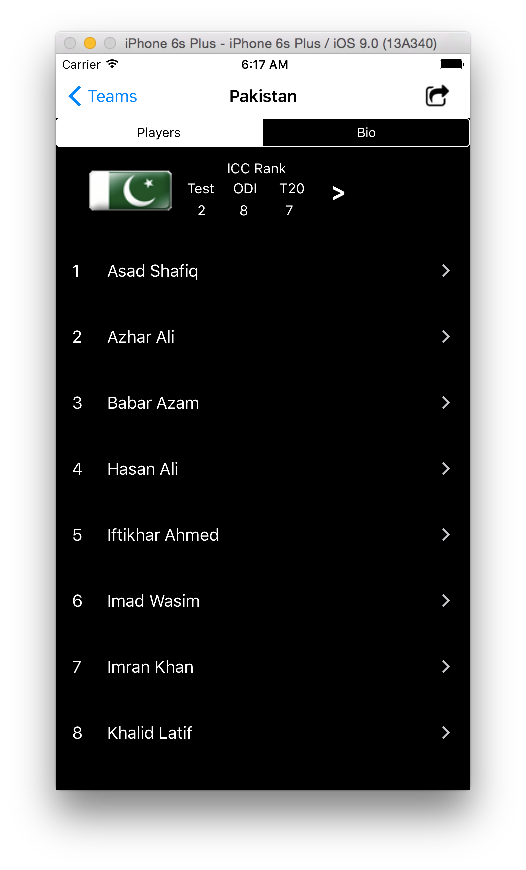 iPhone 6s Plus - iPhone 6s Plus / iOS 9.0 (13A340)
Carrier 6:17 AM
Teams Pakistan
Players Bio
ICC Rank
Test ODI T20 >
2 8 7
1 Asad Shafiq
2 Azhar Ali
3 Babar Azam
4 Hasan Ali
5 Iftikhar Ahmed
6 Imad Wasim
7 Imran Khan
8 Khalid Latif